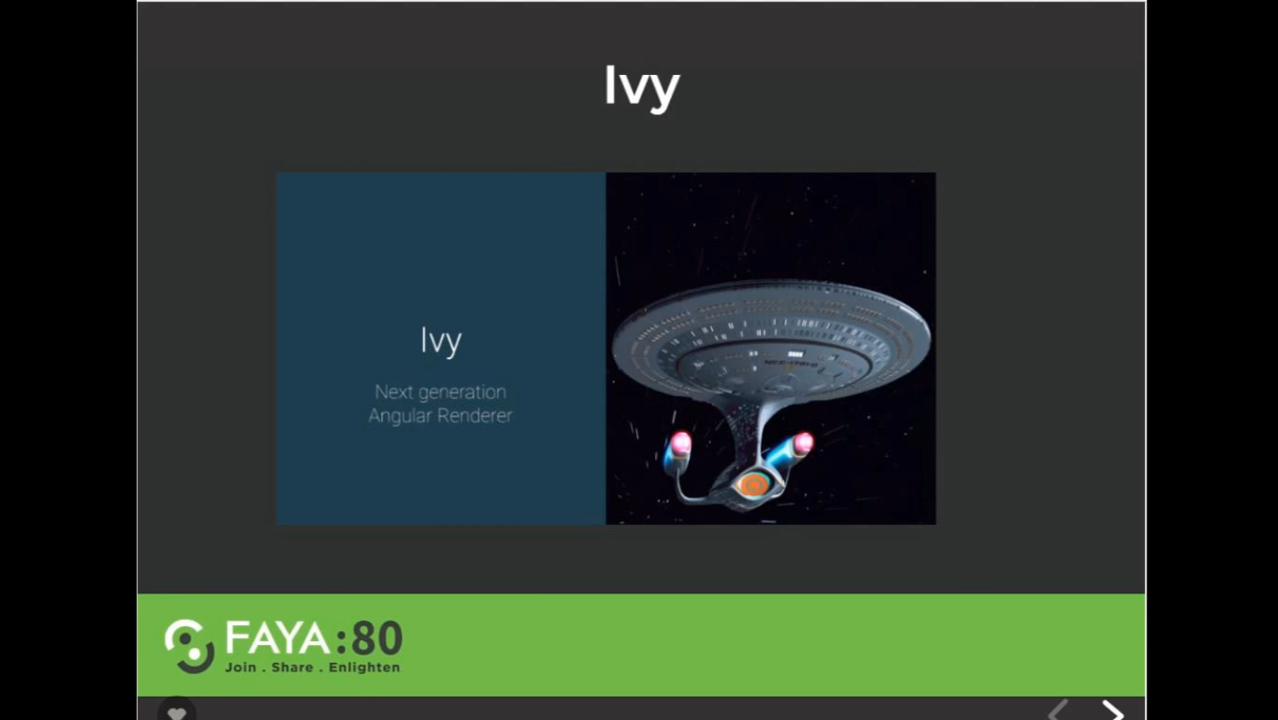 Ivy
Ivy
Next generation
Angular Renderer
FAYA:80
Join . Share . Enlighten